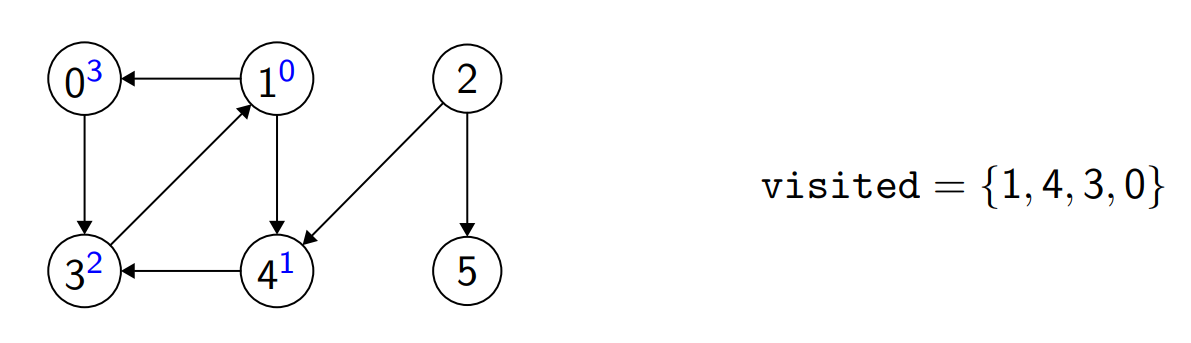 0³ 1⁰ 2
visited = {1, 4, 3, 0}
3² 4¹ 5